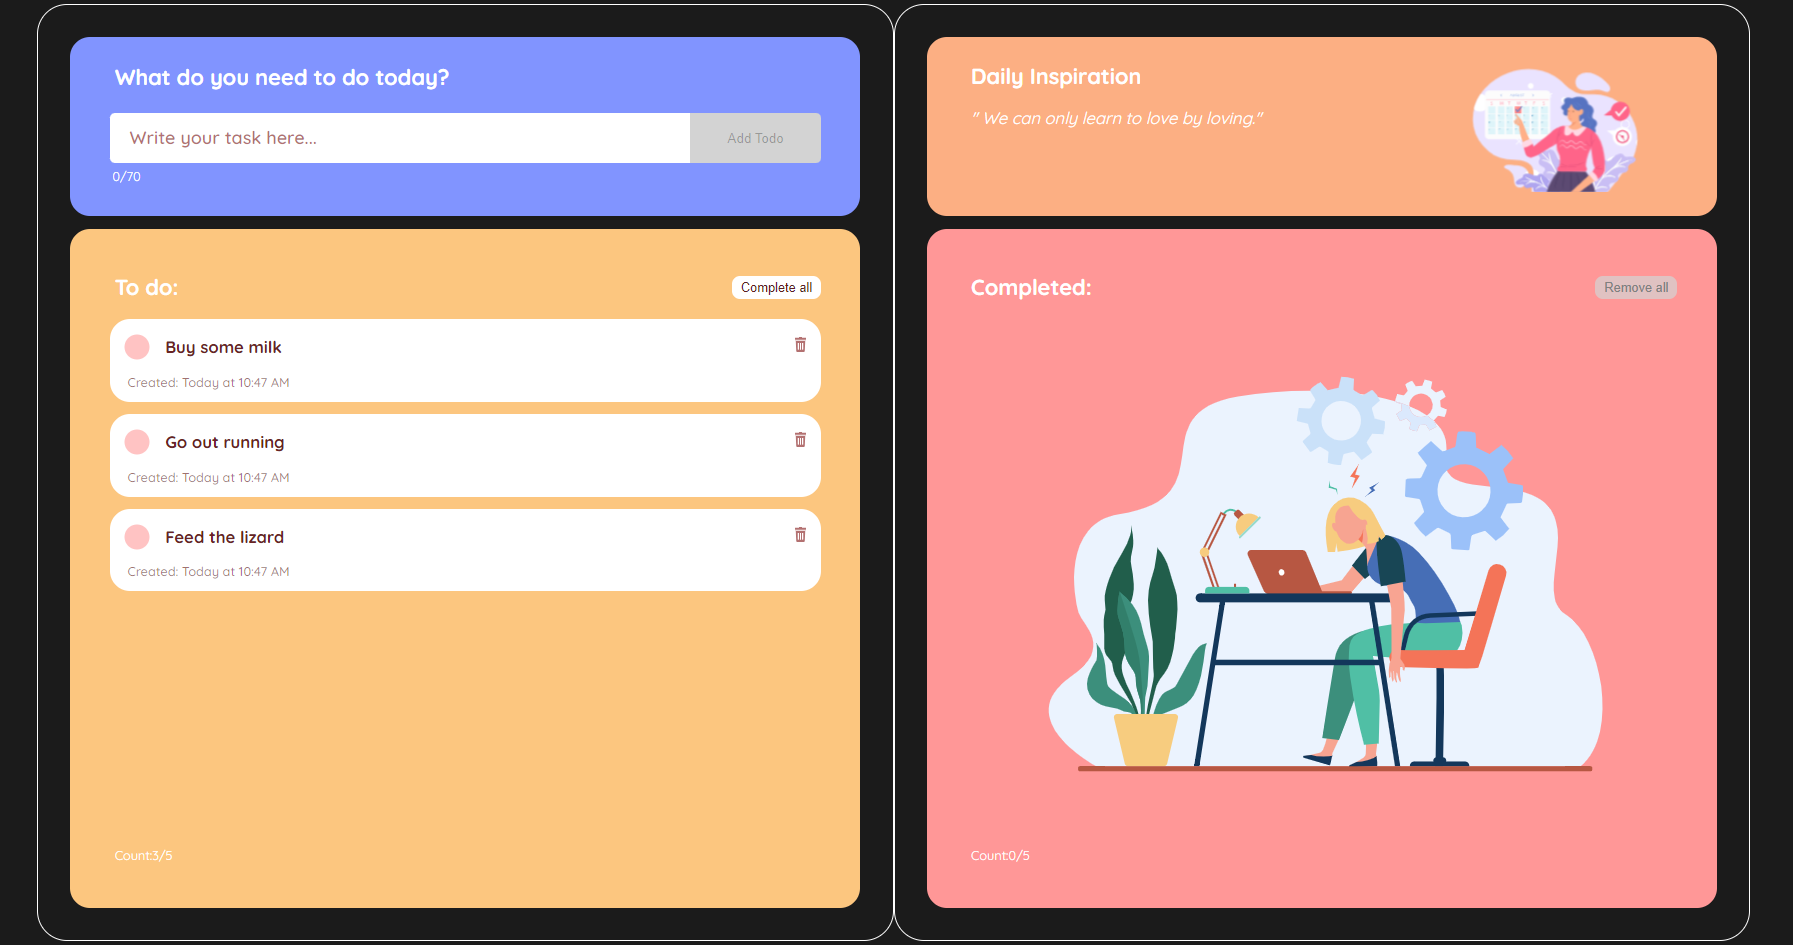 What do you need to do today?
Write your task here...
Add Todo
0/70
To do:
Complete all
Buy some milk
Created: Today at 10:47 AM
Go out running
Created: Today at 10:47 AM
Feed the lizard
Created: Today at 10:47 AM
Count:3/5
Daily Inspiration
" We can only learn to love by loving."
Completed:
Remove all
Count:0/5